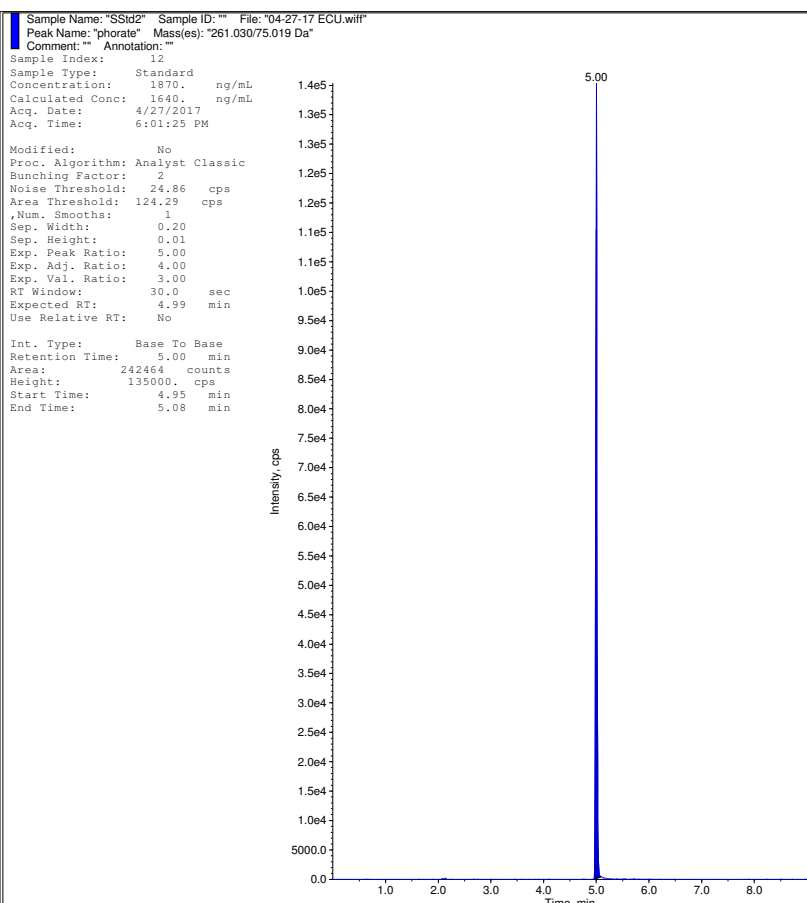 Sample Name: "SStd2" Sample ID: "" File: "04-27-17 ECU.wiff"
Peak Name: "phorate" Mass(es): "261.030/75.019 Da"
Comment: "" Annotation: ""
Sample Index: 12
Sample Type: Standard
Concentration: 1870. ng/mL
Calculated Conc: 1640. ng/mL
Acq. Date: 4/27/2017
Acq. Time: 6:01:25 PM
Modified: No
Proc. Algorithm: Analyst Classic
Bunching Factor: 2
Noise Threshold: 24.86 cps
Area Threshold: 124.29 cps
,Num. Smooths: 1
Sep. Width: 0.20
Sep. Height: 0.01
Exp. Peak Ratio: 5.00
Exp. Adj. Ratio: 4.00
Exp. Val. Ratio: 3.00
RT Window: 30.0 sec
Expected RT: 4.99 min
Use Relative RT: No
Int. Type: Base To Base
Retention Time: 5.00 min
Area: 242464 counts
Height: 135000. cps
Start Time: 4.95 min
End Time: 5.08 min
5.00
1.4e5
1.3e5
1.3e5
1.2e5
1.2e5
1.1e5
1.1e5
1.0e5
9.5e4
9.0e4
8.5e4
8.0e4
7.5e4
7.0e4
6.5e4
6.0e4
5.5e4
5.0e4
4.5e4
4.0e4
3.5e4
3.0e4
2.5e4
2.0e4
1.5e4
1.0e4
5000.0
0.0
Intensity, cps
1.0 2.0 3.0 4.0 5.0 6.0 7.0 8.0
Time, min